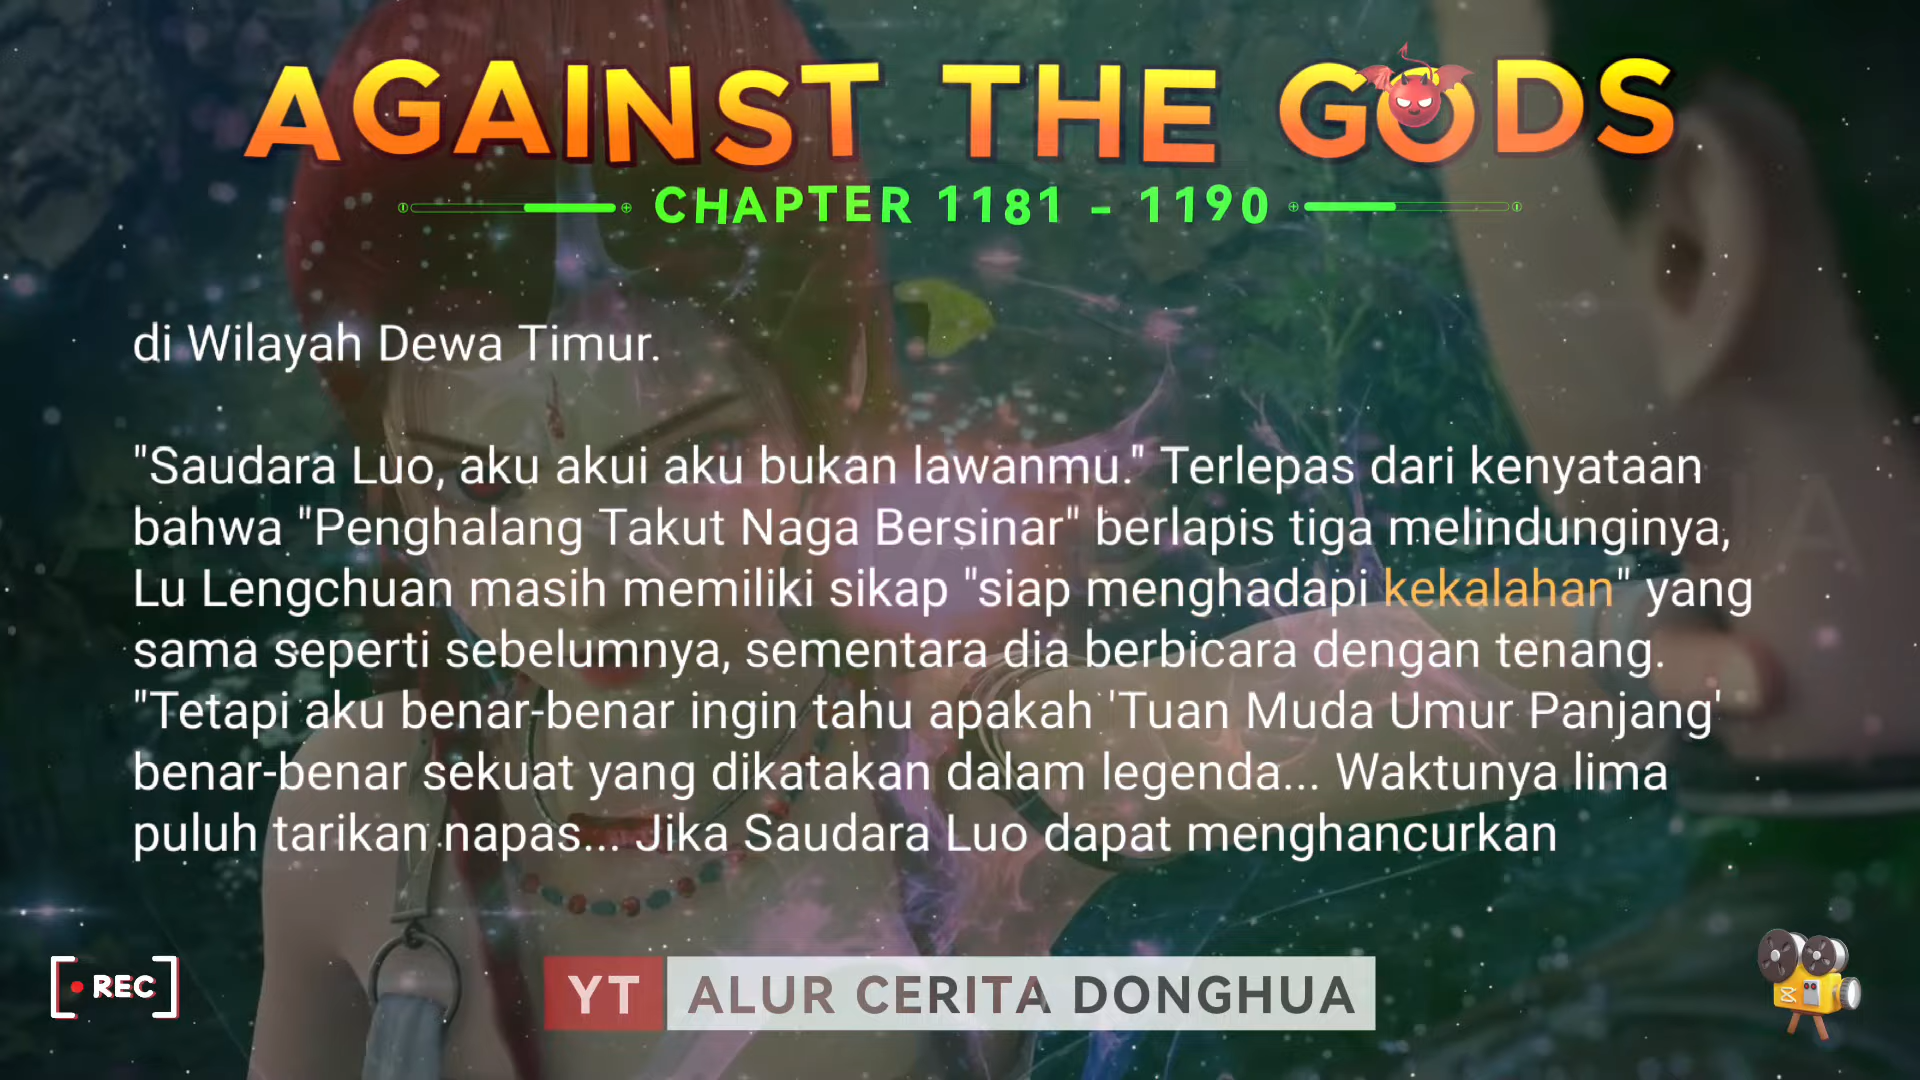 AGAINST THE GODS
CHAPTER 1181 - 1190
di Wilayah Dewa Timur.
"Saudara Luo, aku akui aku bukan lawanmu." Terlepas dari kenyataan
bahwa "Penghalang Takut Naga Bersinar" berlapis tiga melindunginya,
Lu Lengchuan masih memiliki sikap "siap menghadapi kekalahan" yang
sama seperti sebelumnya, sementara dia berbicara dengan tenang.
"Tetapi aku benar-benar ingin tahu apakah 'Tuan Muda Umur Panjang'
benar-benar sekuat yang dikatakan dalam legenda... Waktunya lima
puluh tarikan napas... Jika Saudara Luo dapat menghancurkan
REC
YT ALUR CERITA DONGHUA